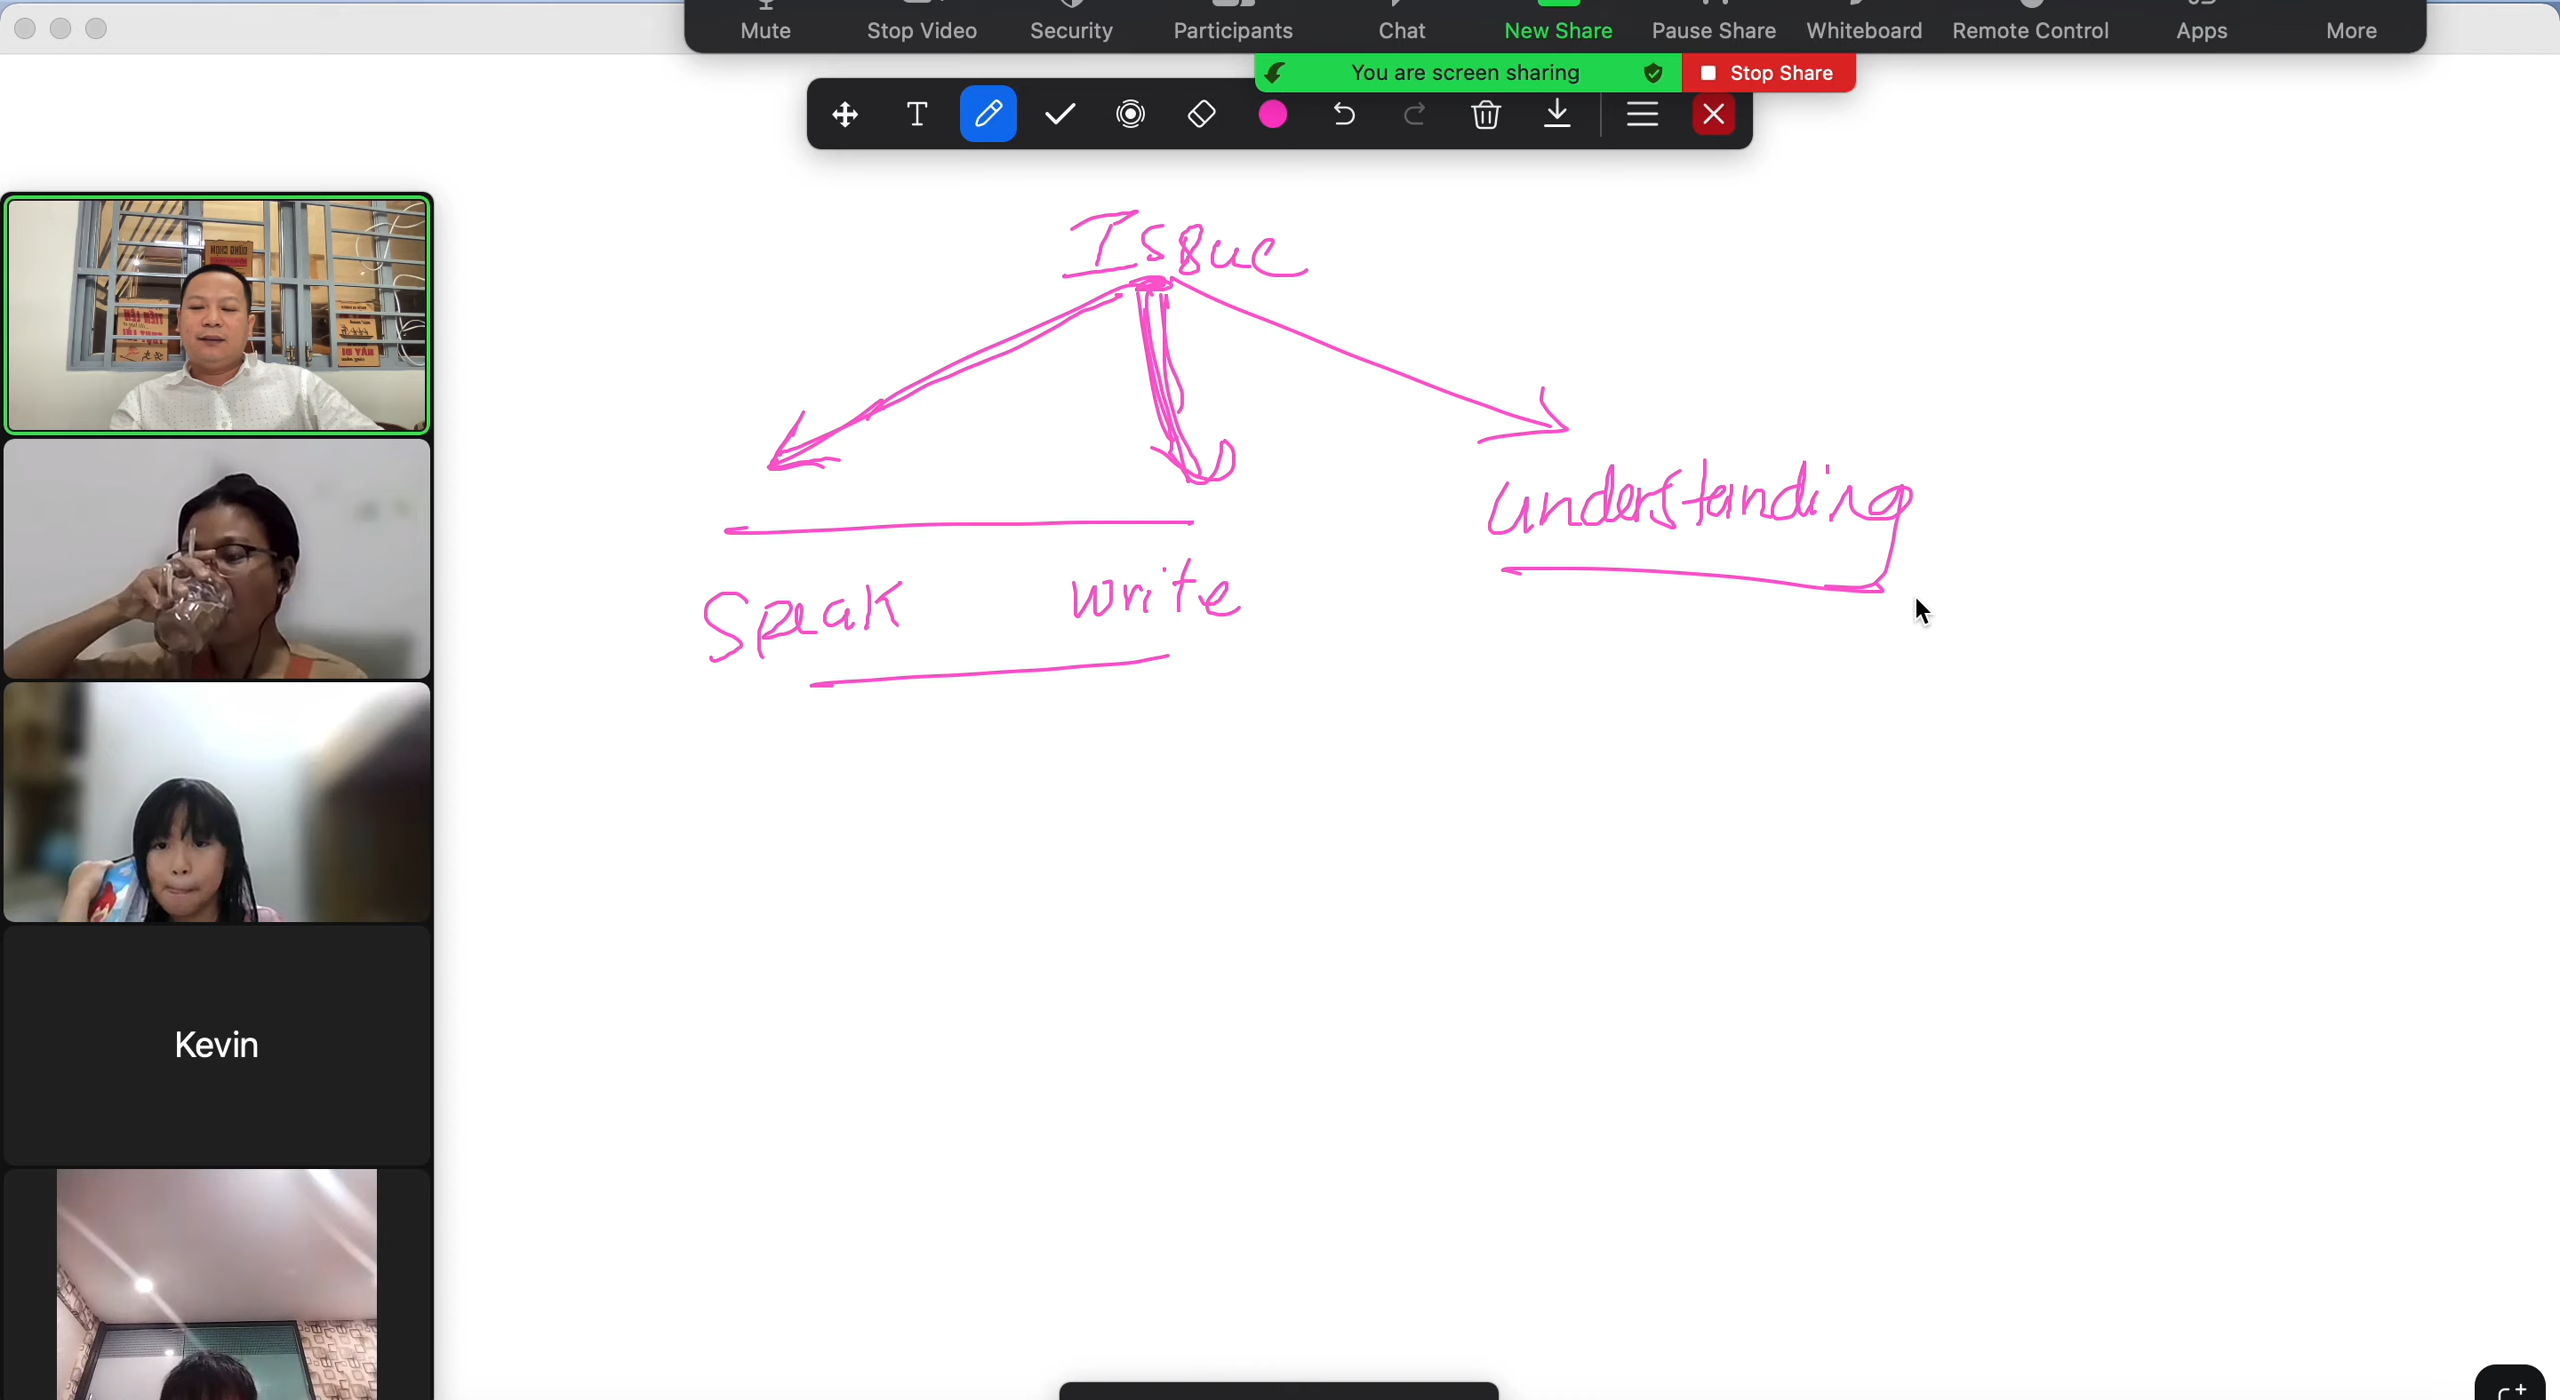 Mute Stop Video Security Participants Chat New Share Pause Share Whiteboard Remote Control Apps More
You are screen sharing Stop Share
Issue
understanding
Speak write
Kevin